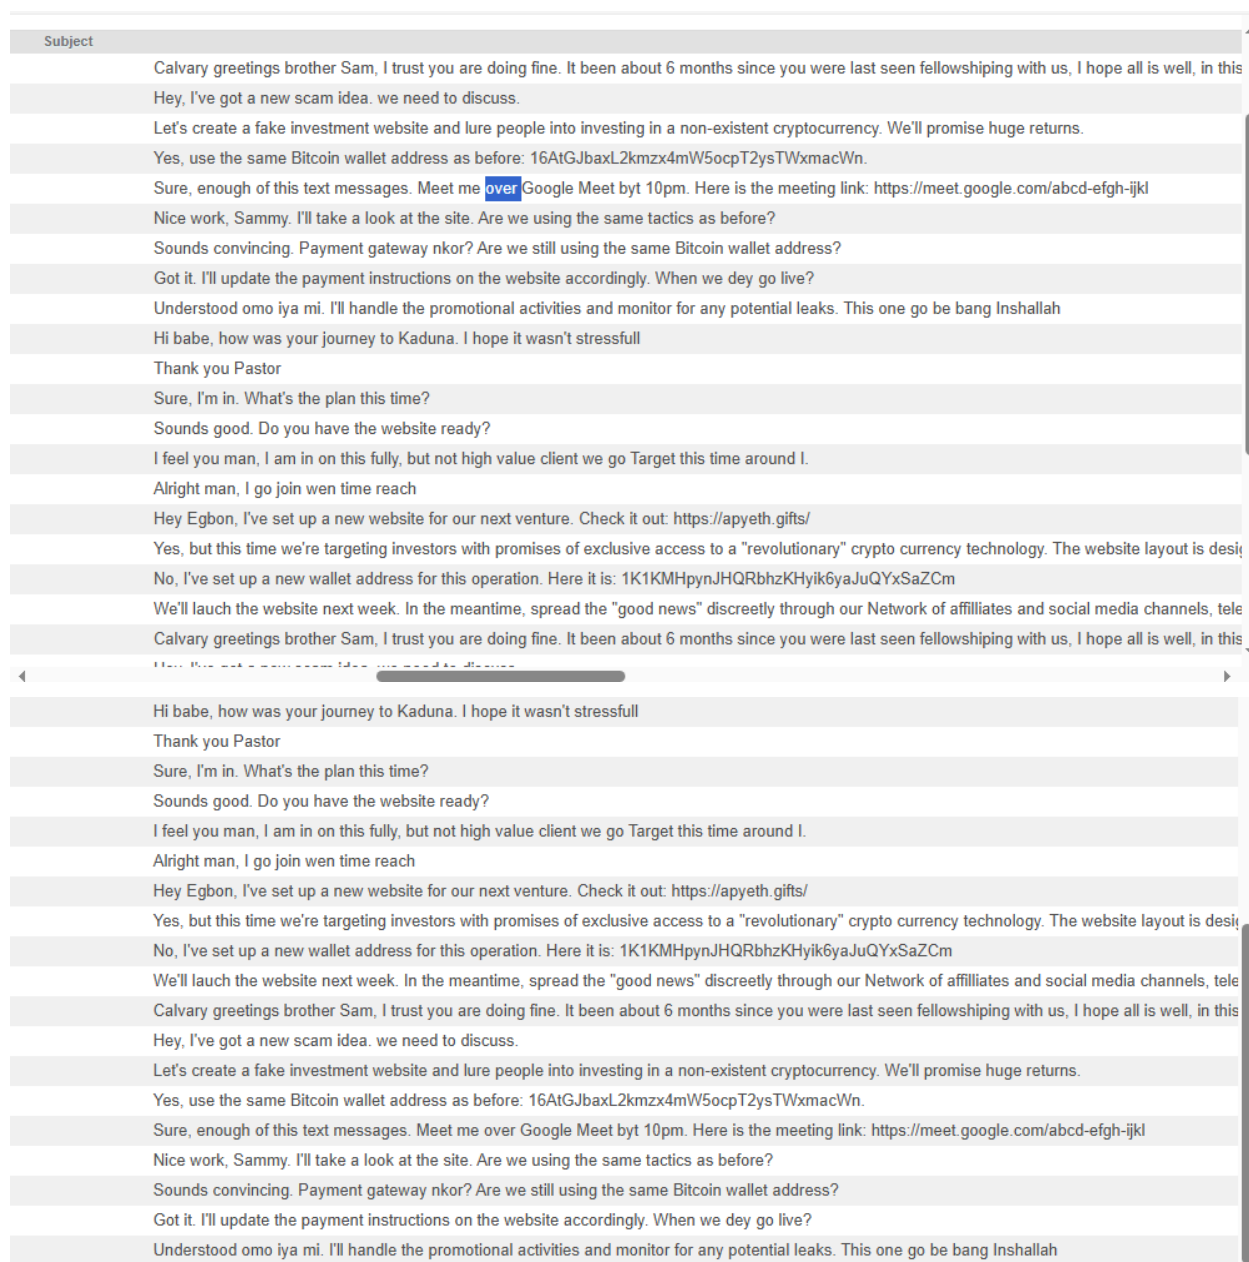 Subject
Calvary greetings brother Sam, I trust you are doing fine. It been about 6 months since you were last seen fellowshiping with us, I hope all is well, in this
Hey, I've got a new scam idea. we need to discuss.
Let's create a fake investment website and lure people into investing in a non-existent cryptocurrency. We'll promise huge returns.
Yes, use the same Bitcoin wallet address as before: 16AtGJbaxL2kmzx4mW5ocpT2ysTWxmacWn.
Sure, enough of this text messages. Meet me over Google Meet byt 10pm. Here is the meeting link: https://meet.google.com/abcd-efgh-ijkl
Nice work, Sammy. I'll take a look at the site. Are we using the same tactics as before?
Sounds convincing. Payment gateway nkor? Are we still using the same Bitcoin wallet address?
Got it. I'll update the payment instructions on the website accordingly. When we dey go live?
Understood omo iya mi. I'll handle the promotional activities and monitor for any potential leaks. This one go be bang Inshallah
Hi babe, how was your journey to Kaduna. I hope it wasn't stressfull
Thank you Pastor
Sure, I'm in. What's the plan this time?
Sounds good. Do you have the website ready?
I feel you man, I am in on this fully, but not high value client we go Target this time around I.
Alright man, I go join wen time reach
Hey Egbon, I've set up a new website for our next venture. Check it out: https://apyeth.gifts/
Yes, but this time we're targeting investors with promises of exclusive access to a "revolutionary" crypto currency technology. The website layout is desi
No, I've set up a new wallet address for this operation. Here it is: 1K1KMHpynJHQRbhzKHyik6yaJuQYxSaZCm
We'll lauch the website next week. In the meantime, spread the "good news" discreetly through our Network of affilliates and social media channels, tele
Calvary greetings brother Sam, I trust you are doing fine. It been about 6 months since you were last seen fellowshiping with us, I hope all is well, in this
Hey, I've got a new scam idea. we need to discuss.
Hi babe, how was your journey to Kaduna. I hope it wasn't stressfull
Thank you Pastor
Sure, I'm in. What's the plan this time?
Sounds good. Do you have the website ready?
I feel you man, I am in on this fully, but not high value client we go Target this time around I.
Alright man, I go join wen time reach
Hey Egbon, I've set up a new website for our next venture. Check it out: https://apyeth.gifts/
Yes, but this time we're targeting investors with promises of exclusive access to a "revolutionary" crypto currency technology. The website layout is desi
No, I've set up a new wallet address for this operation. Here it is: 1K1KMHpynJHQRbhzKHyik6yaJuQYxSaZCm
We'll lauch the website next week. In the meantime, spread the "good news" discreetly through our Network of affilliates and social media channels, tele
Calvary greetings brother Sam, I trust you are doing fine. It been about 6 months since you were last seen fellowshiping with us, I hope all is well, in this
Hey, I've got a new scam idea. we need to discuss.
Let's create a fake investment website and lure people into investing in a non-existent cryptocurrency. We'll promise huge returns.
Yes, use the same Bitcoin wallet address as before: 16AtGJbaxL2kmzx4mW5ocpT2ysTWxmacWn.
Sure, enough of this text messages. Meet me over Google Meet byt 10pm. Here is the meeting link: https://meet.google.com/abcd-efgh-ijkl
Nice work, Sammy. I'll take a look at the site. Are we using the same tactics as before?
Sounds convincing. Payment gateway nkor? Are we still using the same Bitcoin wallet address?
Got it. I'll update the payment instructions on the website accordingly. When we dey go live?
Understood omo iya mi. I'll handle the promotional activities and monitor for any potential leaks. This one go be bang Inshallah